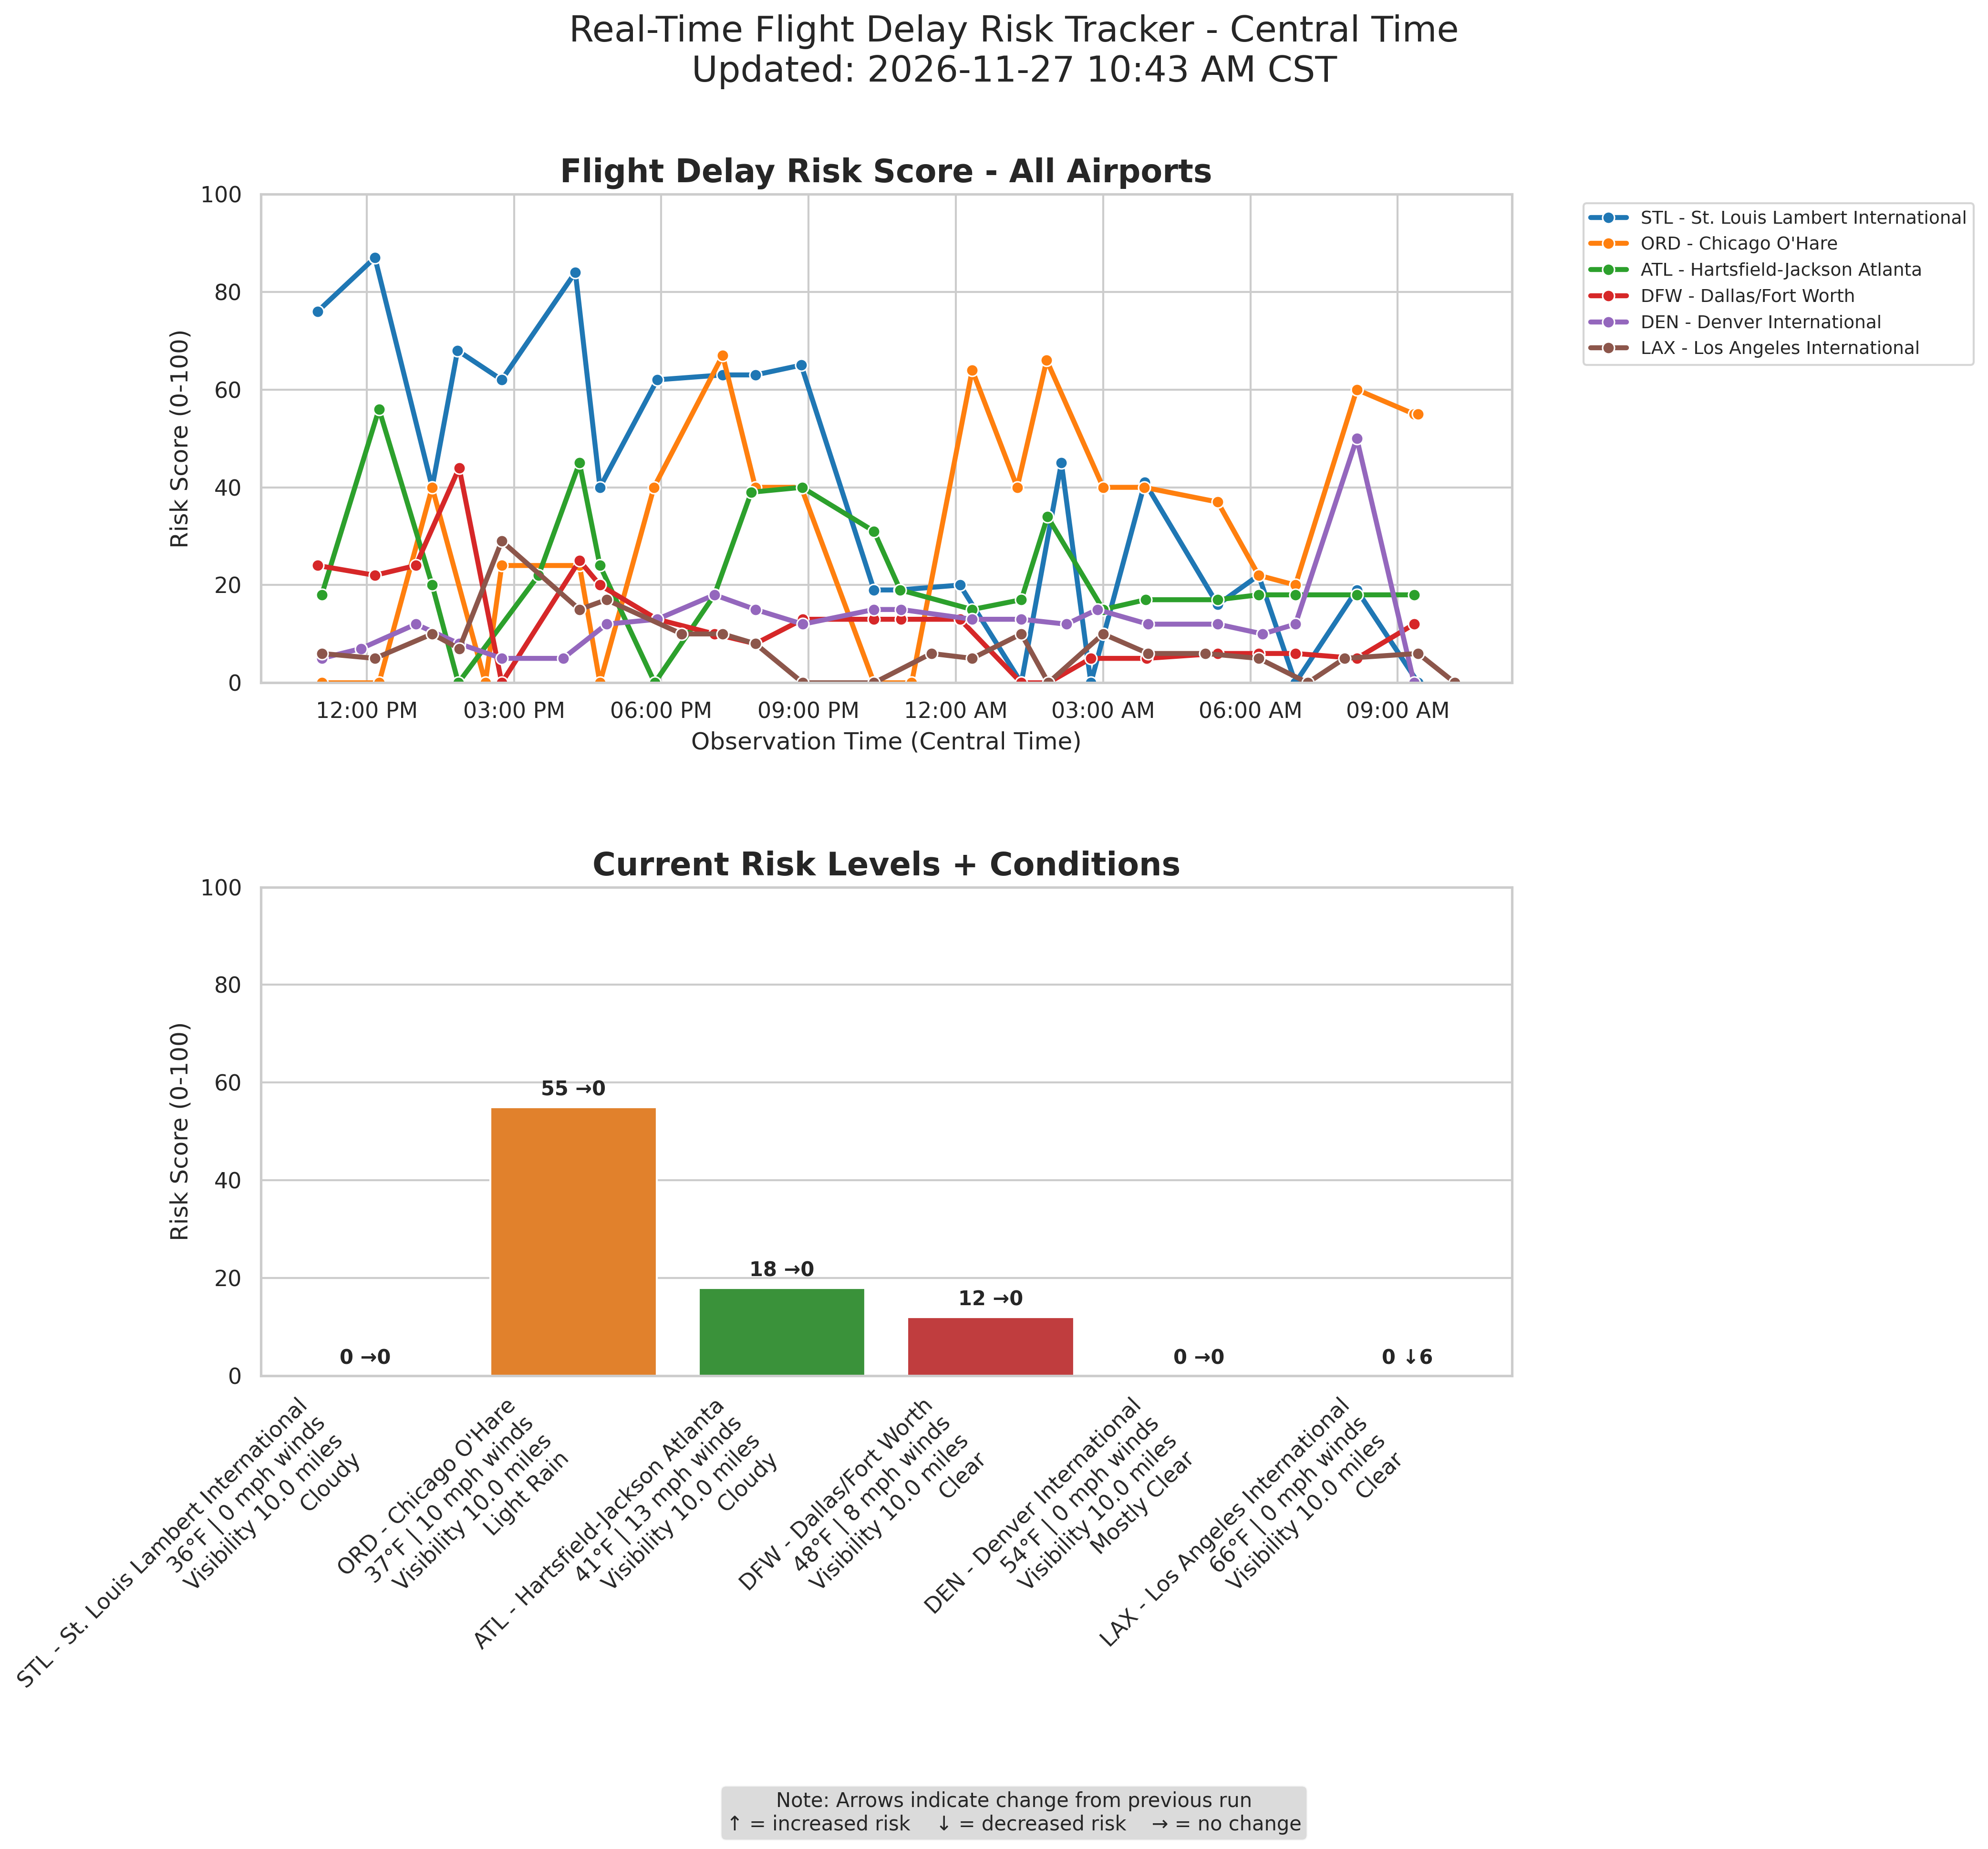 Real-Time Flight Delay Risk Tracker - Central Time
Updated: 2026-11-27 10:43 AM CST
Flight Delay Risk Score - All Airports
100
80
60
40
20
0
Risk Score (0-100)
12:00 PM
03:00 PM
06:00 PM
09:00 PM
12:00 AM
03:00 AM
06:00 AM
09:00 AM
Observation Time (Central Time)
STL - St. Louis Lambert International
ORD - Chicago O'Hare
ATL - Hartsfield-Jackson Atlanta
DFW - Dallas/Fort Worth
DEN - Denver International
LAX - Los Angeles International
Current Risk Levels + Conditions
100
80
60
40
20
0
Risk Score (0-100)
0 →0
55 →0
18 →0
12 →0
0 →0
0 ↓6
STL - St. Louis Lambert International
36°F | 0 mph winds
Visibility 10.0 miles
Cloudy
ORD - Chicago O'Hare
37°F | 10 mph winds
Visibility 10.0 miles
Light Rain
ATL - Hartsfield-Jackson Atlanta
41°F | 13 mph winds
Visibility 10.0 miles
Cloudy
DFW - Dallas/Fort Worth
48°F | 8 mph winds
Visibility 10.0 miles
Clear
DEN - Denver International
54°F | 0 mph winds
Visibility 10.0 miles
Mostly Clear
LAX - Los Angeles International
66°F | 0 mph winds
Visibility 10.0 miles
Clear
Note: Arrows indicate change from previous run
↑ = increased risk ↓ = decreased risk → = no change